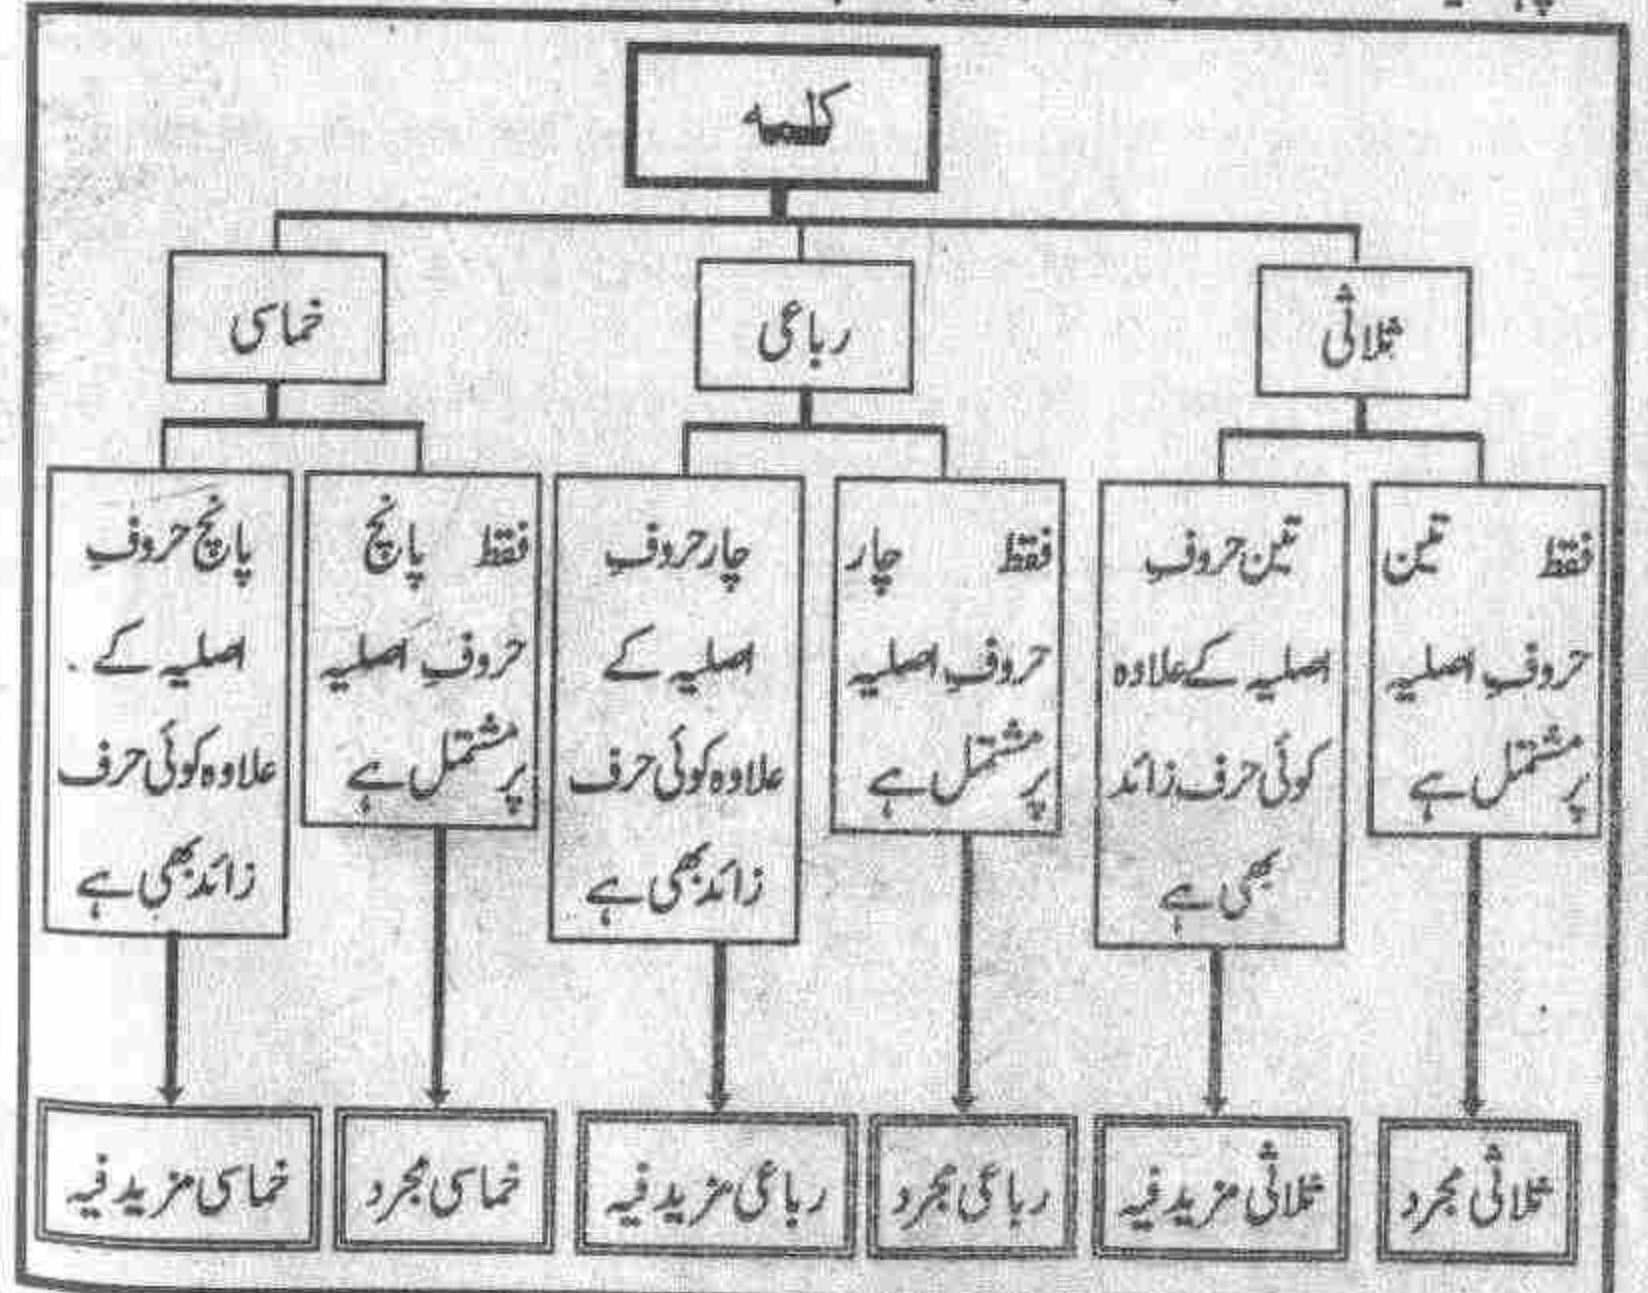 کلمه
ثلاثی
رباعی
خماسی
فقط تین
حروفِ اصلیہ
پر مشتمل ہے
تین حروفِ
اصلیہ کے علاوہ
کوئی حرف زائد
بھی ہے
فقط چار
حروفِ اصلیہ
پر مشتمل ہے
چار حروفِ
اصلیہ کے
علاوہ کوئی حرف
زائد بھی ہے
فقط پانچ
حروفِ اصلیہ
پر مشتمل ہے
پانچ حروفِ
اصلیہ کے
علاوہ کوئی حرف
زائد بھی ہے
ثلاثی مجرد
ثلاثی مزید فیہ
رباعی مجرد
رباعی مزید فیہ
خماسی مجرد
خماسی مزید فیہ